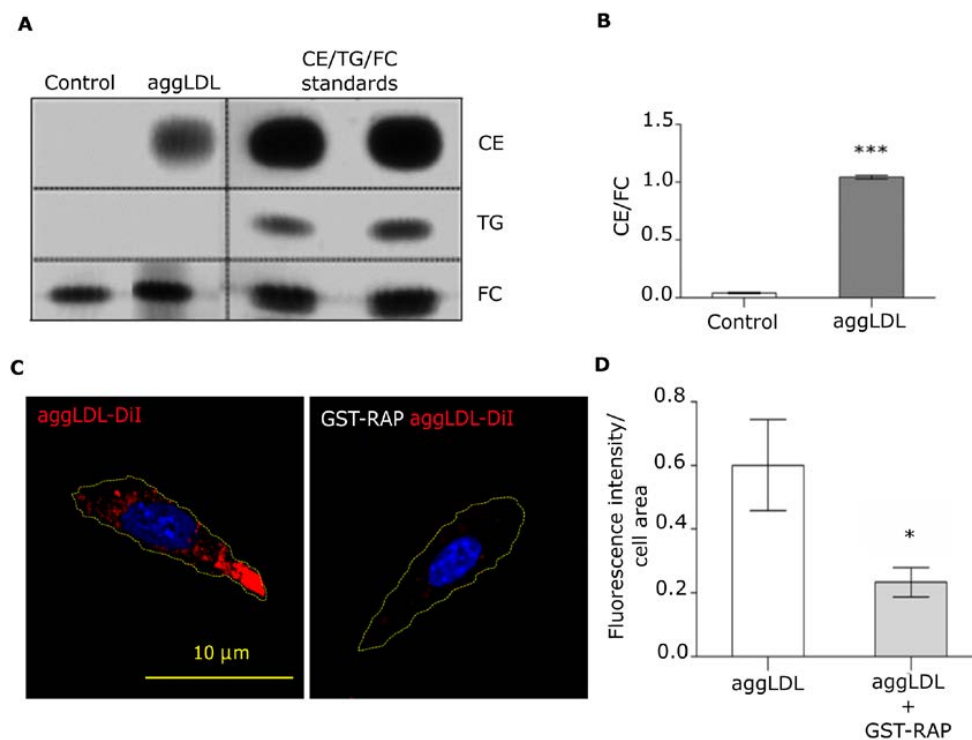 A
Control
aggLDL
CE/TG/FC
standards
CE
TG
FC
B
CE/FC
1.5
1.0
0.5
0.0
***
Control
aggLDL
C
aggLDL-DiI
10 µm
GST-RAP aggLDL-DiI
D
Fluorescence intensity/
cell area
0.8
0.6
0.4
0.2
0.0
*
aggLDL
aggLDL
+
GST-RAP